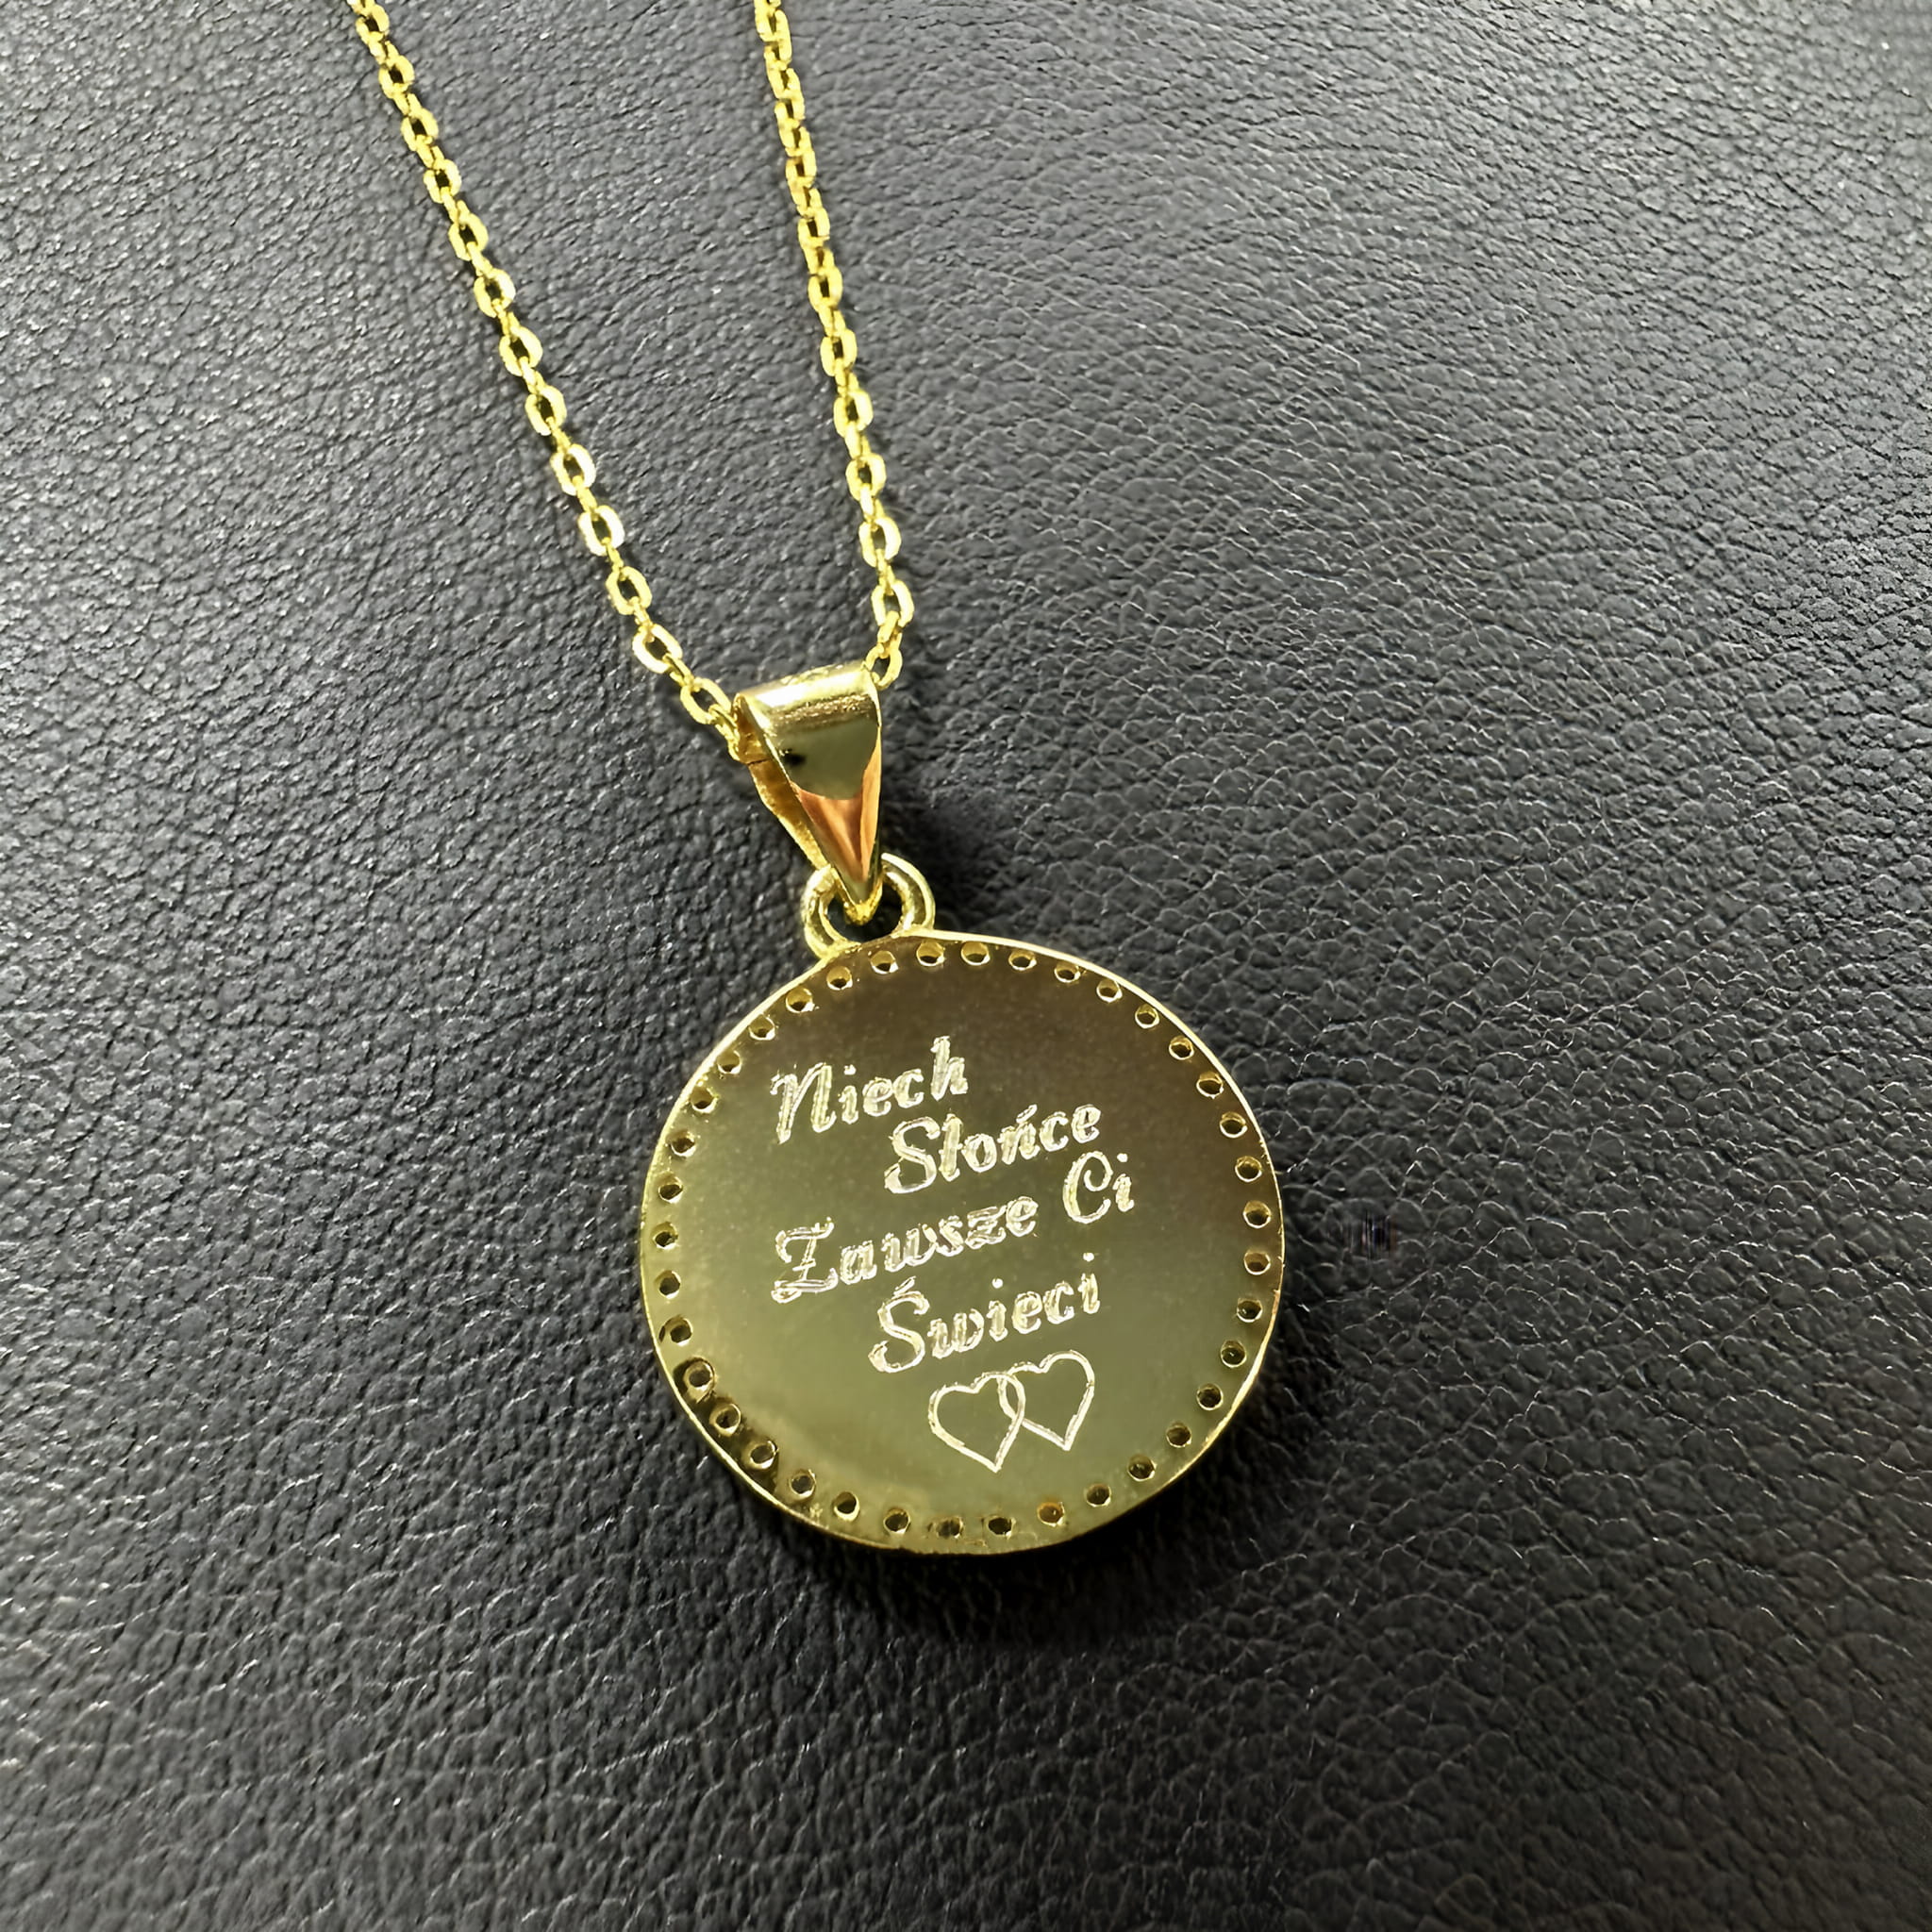 Niech
Słońce
Zawsze Ci
Świeci